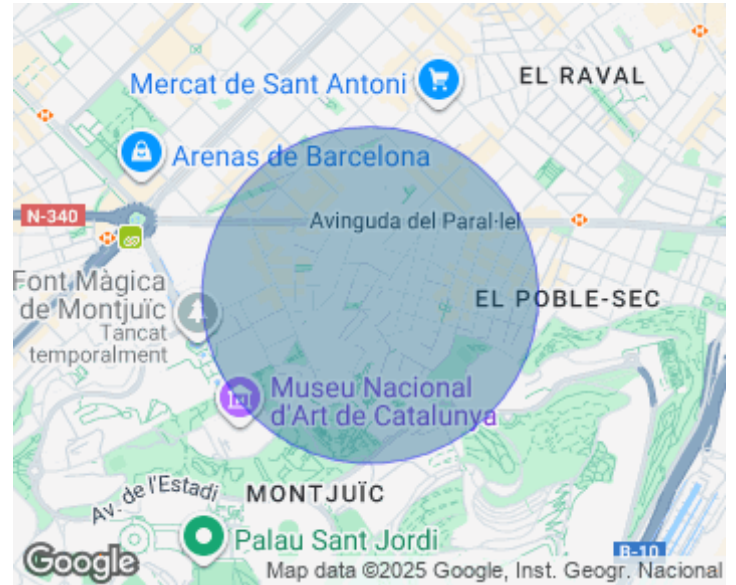 EL RAVAL
Mercat de Sant Antoni
Arenas de Barcelona
N-340
Avinguda del Paral·lel
Font Màgica
de Montjuïc
Tancat
temporalment
EL POBLE-SEC
Museu Nacional
d'Art de Catalunya
Av. de l'Estadi
MONTJUÏC
Palau Sant Jordi
B-10
Google
Map data ©2025 Google, Inst. Geogr. Nacional